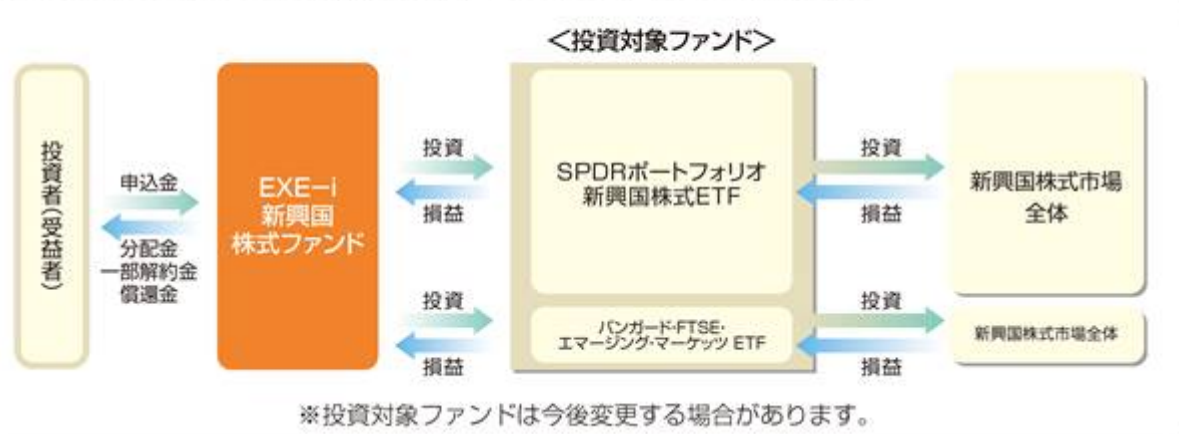 ＜投資対象ファンド＞
投資者(受益者)
申込金
分配金
一部解約金
償還金
EXE-i
新興国
株式ファンド
投資
損益
投資
損益
SPDRポートフォリオ
新興国株式ETF
バンガード･FTSE･
エマージング･マーケッツ ETF
投資
損益
投資
損益
新興国株式市場
全体
新興国株式市場全体
※投資対象ファンドは今後変更する場合があります。